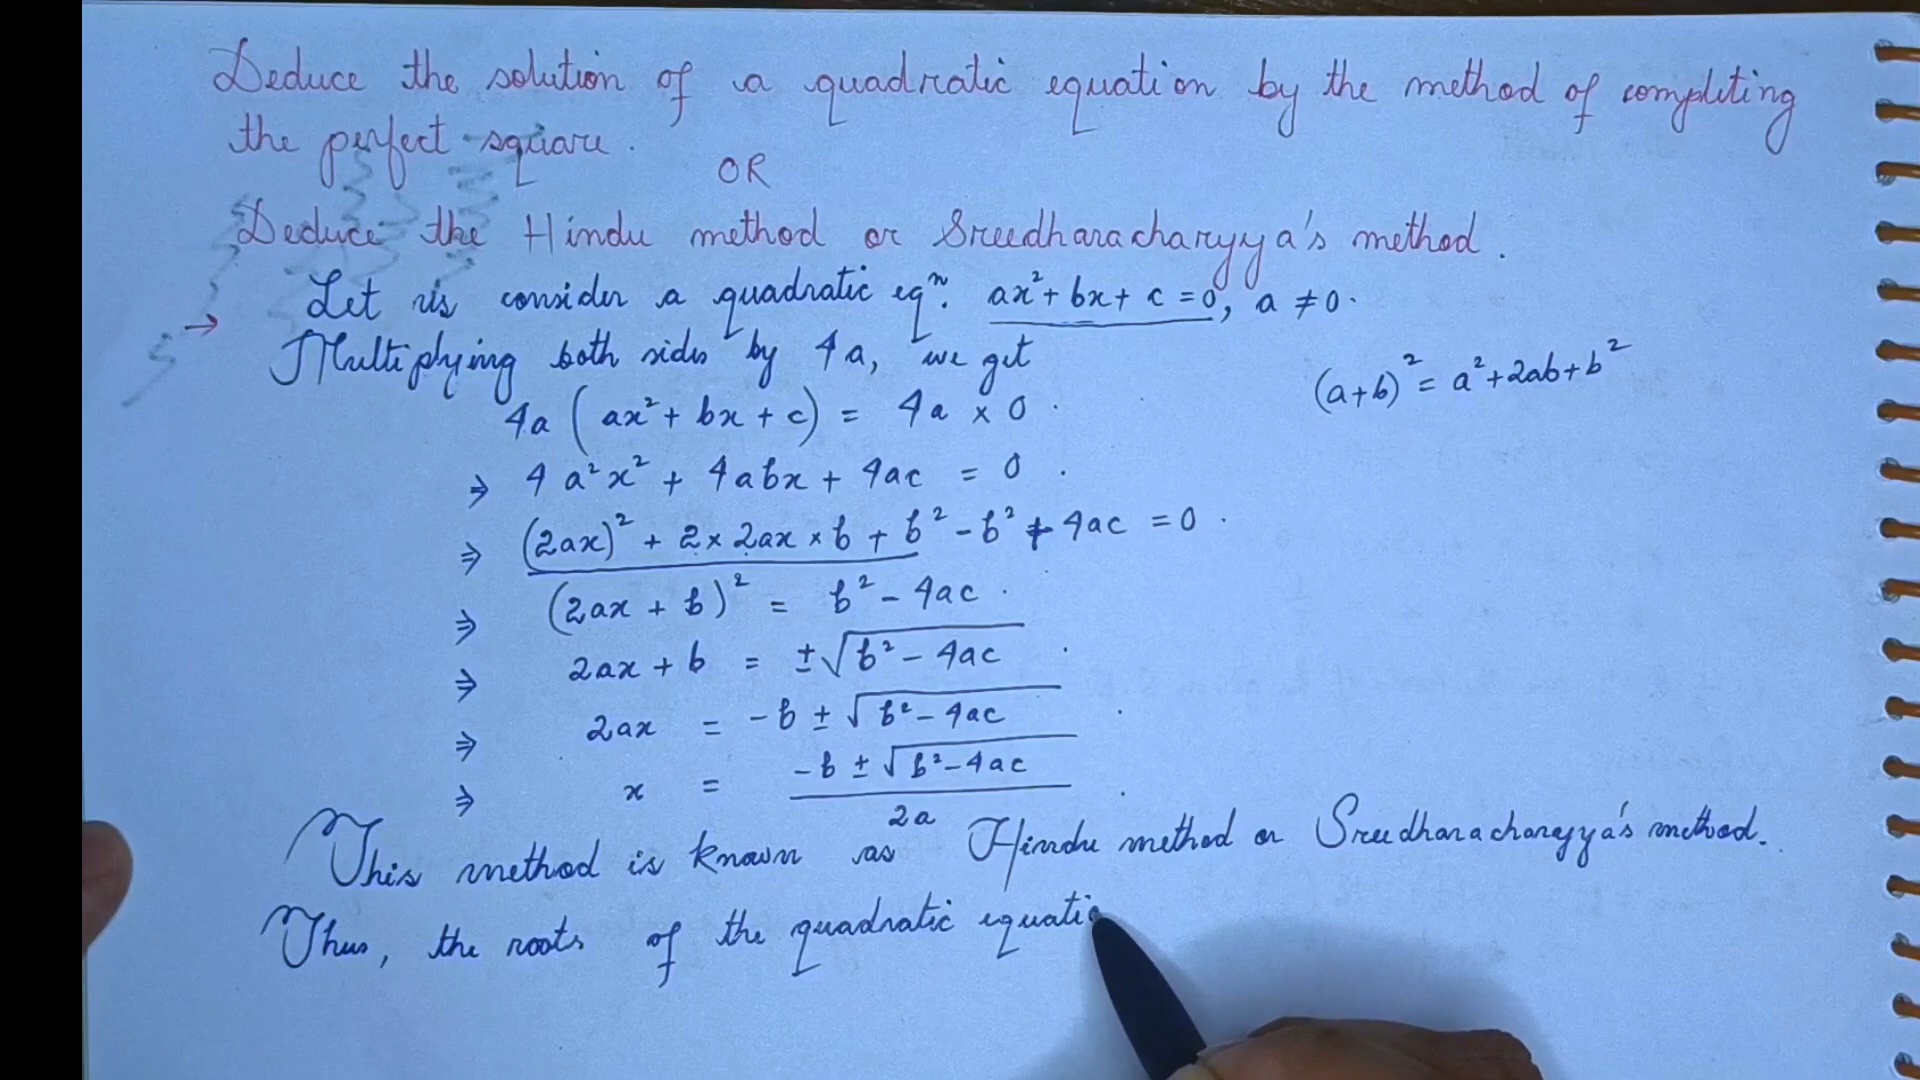 Deduce the solution of a quadratic equation by the method of completing
the perfect square.
OR
Deduce the Hindu method or Sreedharacharyya's method.
→ Let us consider a quadratic eqⁿ. ax² + bx + c = 0, a ≠ 0.
Multiplying both sides by 4a, we get
(a+b)² = a²+2ab+b²
4a (ax² + bx + c) = 4a × 0.
⇒ 4a²x² + 4abx + 4ac = 0.
⇒ (2ax)² + 2 × 2ax × b + b² - b² + 4ac = 0.
⇒ (2ax + b)² = b² - 4ac.
⇒ 2ax + b = ±√b² - 4ac.
⇒ 2ax = -b ± √b² - 4ac.
⇒ x = -b ± √b² - 4ac / 2a.
This method is known as Hindu method or Sreedharacharyya's method.
Thus, the roots of the quadratic equatio